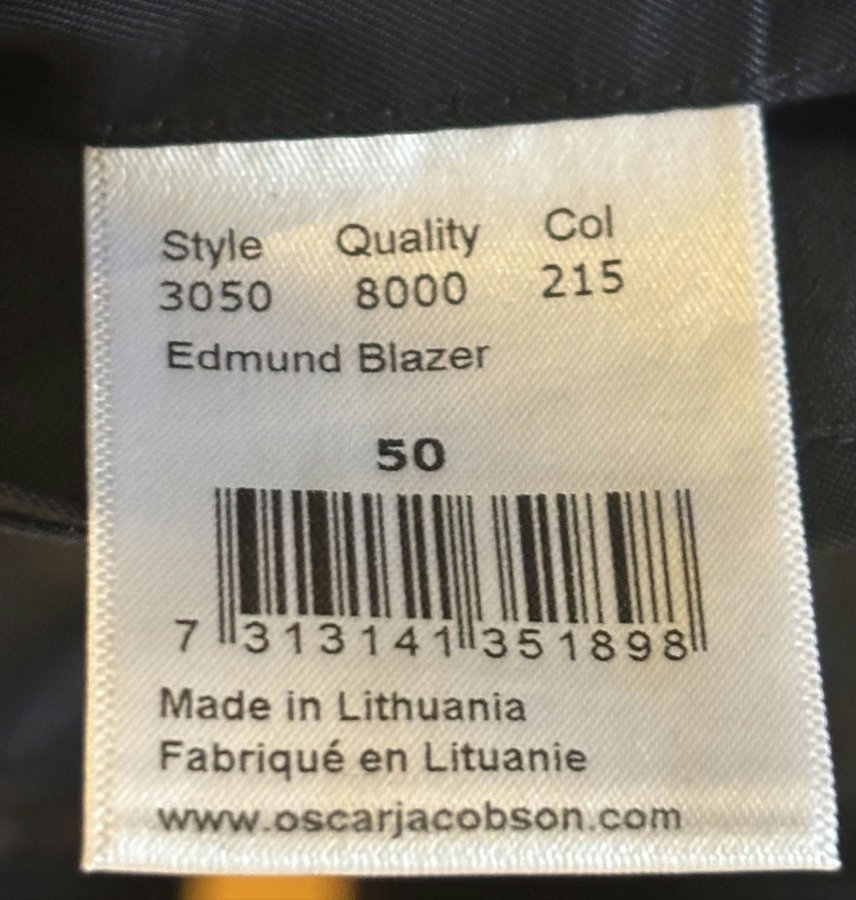 Style Quality Col
3050 8000 215
Edmund Blazer
50
7 313141 351898
Made in Lithuania
Fabriqué en Lituanie
www.oscarjacobson.com